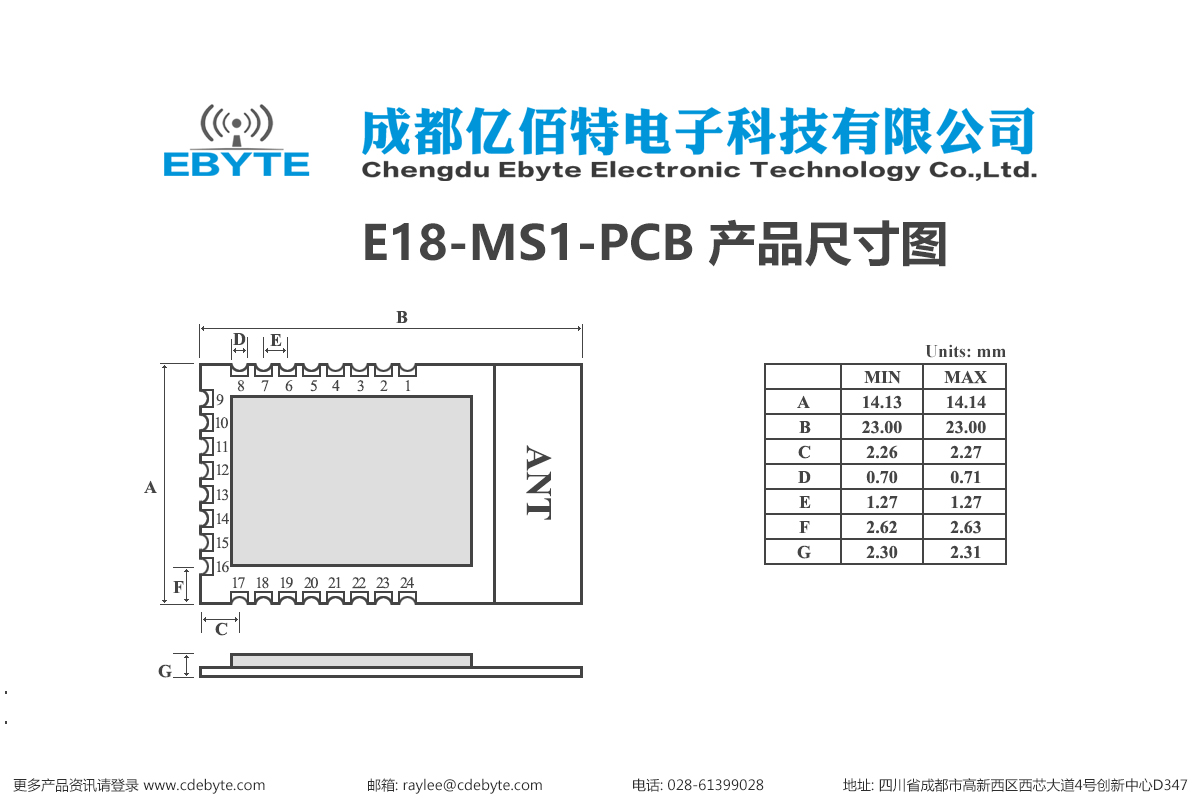 EBYTE
成都亿佰特电子科技有限公司
Chengdu Ebyte Electronic Technology Co.,Ltd.
E18-MS1-PCB 产品尺寸图
B
D E
8 7 6 5 4 3 2 1
9
10
11
12
13
14
15
16
A
ANT
F
17 18 19 20 21 22 23 24
C
G
Units: mm
MIN MAX
A 14.13 14.14
B 23.00 23.00
C 2.26 2.27
D 0.70 0.71
E 1.27 1.27
F 2.62 2.63
G 2.30 2.31
更多产品资讯请登录 www.cdebyte.com 邮箱: raylee@cdebyte.com 电话: 028-61399028 地址: 四川省成都市高新西区西芯大道4号创新中心D347